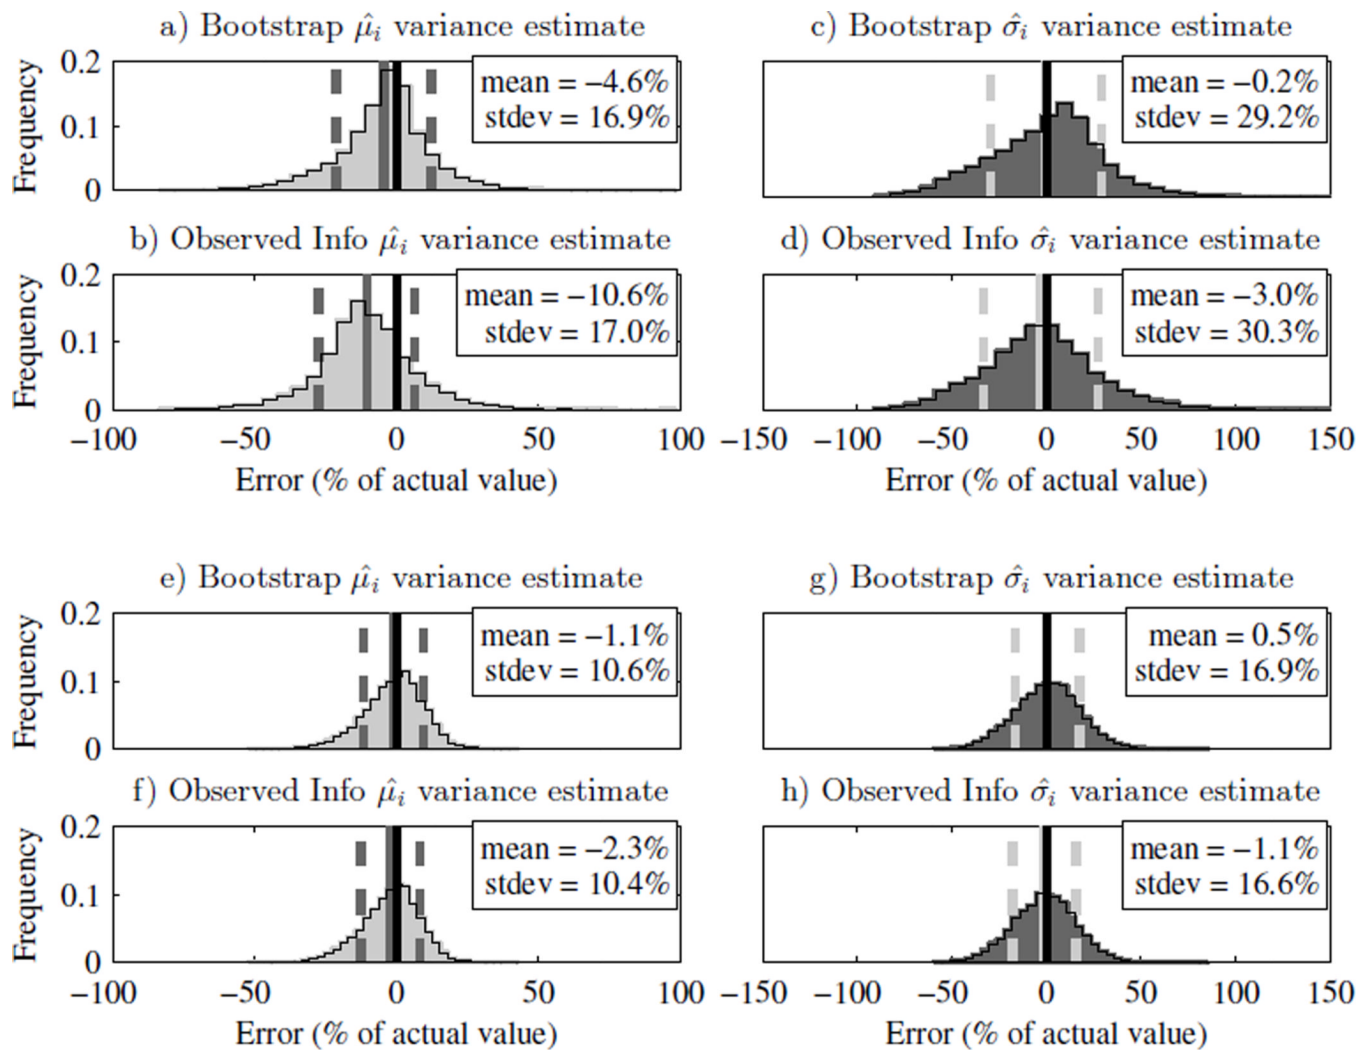 a) Bootstrap μ̂ᵢ variance estimate
Frequency
0.2
0.1
0
mean = −4.6%
stdev = 16.9%
c) Bootstrap σ̂ᵢ variance estimate
mean = −0.2%
stdev = 29.2%
b) Observed Info μ̂ᵢ variance estimate
Frequency
0.2
0.1
0
mean = −10.6%
stdev = 17.0%
−100 −50 0 50 100
Error (% of actual value)
d) Observed Info σ̂ᵢ variance estimate
mean = −3.0%
stdev = 30.3%
−150 −100 −50 0 50 100 150
Error (% of actual value)
e) Bootstrap μ̂ᵢ variance estimate
Frequency
0.2
0.1
0
mean = −1.1%
stdev = 10.6%
g) Bootstrap σ̂ᵢ variance estimate
mean = 0.5%
stdev = 16.9%
f) Observed Info μ̂ᵢ variance estimate
Frequency
0.2
0.1
0
mean = −2.3%
stdev = 10.4%
−100 −50 0 50 100
Error (% of actual value)
h) Observed Info σ̂ᵢ variance estimate
mean = −1.1%
stdev = 16.6%
−150 −100 −50 0 50 100 150
Error (% of actual value)